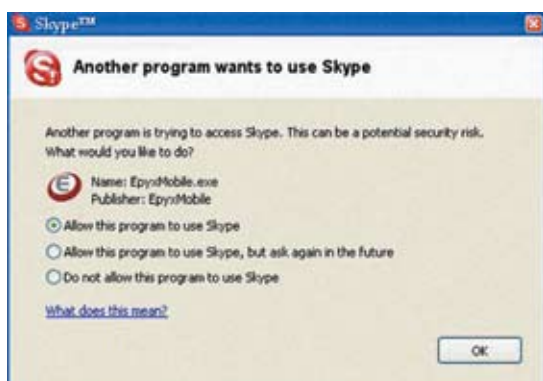 Skype™
Another program wants to use Skype
Another program is trying to access Skype. This can be a potential security risk.
What would you like to do?
Name: EpyxMobile.exe
Publisher: EpyxMobile
Allow this program to use Skype
Allow this program to use Skype, but ask again in the future
Do not allow this program to use Skype
What does this mean?
OK